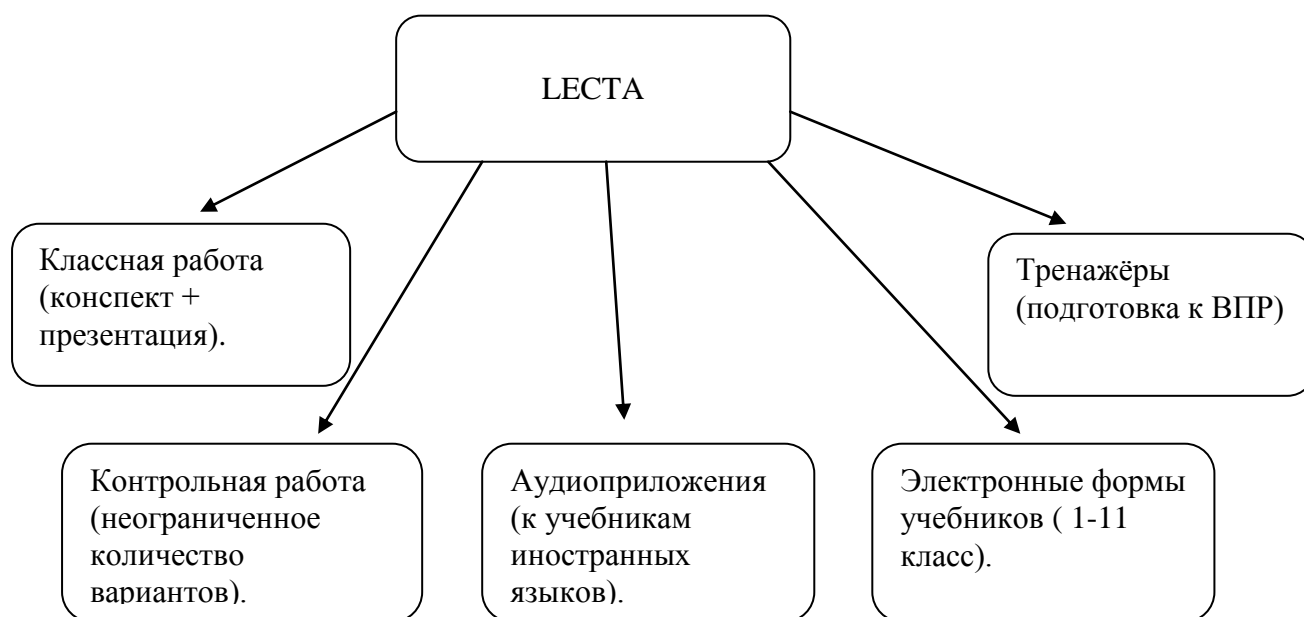 LECTA
Классная работа
(конспект +
презентация).
Тренажёры
(подготовка к ВПР)
Контрольная работа
(неограниченное
количество
вариантов).
Аудиоприложения
(к учебникам
иностранных
языков).
Электронные формы
учебников ( 1-11
класс).